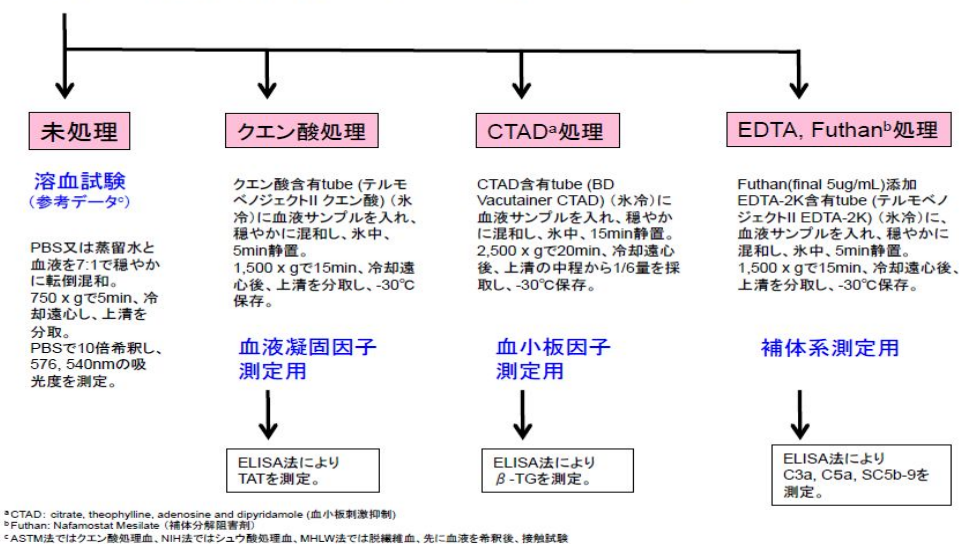 未処理
溶血試験
(参考データc)
PBS又は蒸留水と
血液を7:1で穏やか
に転倒混和。
750 x gで5min、冷
却遠心し、上清を
分取。
PBSで10倍希釈し、
576, 540nmの吸
光度を測定。
クエン酸処理
クエン酸含有tube (テルモ
ベノジェクトII クエン酸) (氷
冷)に血液サンプルを入れ、
穏やかに混和し、氷中、
5min静置。
1,500 x gで15min、冷却遠
心後、上清を分取し、-30℃
保存。
血液凝固因子
測定用
ELISA法により
TATを測定。
CTADa処理
CTAD含有tube (BD
Vacutainer CTAD) (氷冷)に
血液サンプルを入れ、穏やか
に混和し、氷中、15min静置。
2,500 x gで20min、冷却遠心
後、上清の中程から1/6量を採
取し、-30℃保存。
血小板因子
測定用
ELISA法により
β-TGを測定。
EDTA, Futhanb処理
Futhan(final 5ug/mL)添加
EDTA-2K含有tube (テルモベノ
ジェクトII EDTA-2K) (氷冷)に、
血液サンプルを入れ、穏やかに
混和し、氷中、5min静置。
1,500 x gで15min、冷却遠心後、
上清を分取し、-30℃保存。
補体系測定用
ELISA法により
C3a, C5a, SC5b-9を
測定。
a CTAD: citrate, theophylline, adenosine and dipyridamole (血小板刺激抑制)
b Futhan: Nafamostat Mesilate (補体分解阻害剤)
c ASTM法ではクエン酸処理血、NIH法ではシュウ酸処理血、MHLW法では脱繊維血、先に血液を希釈後、接触試験